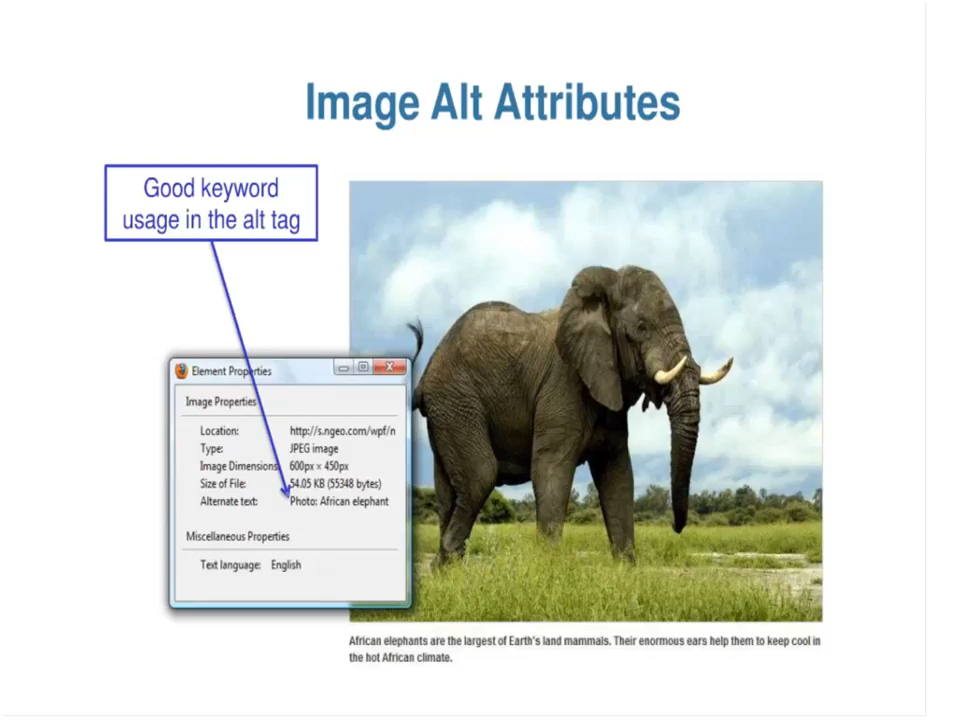 Image Alt Attributes
Good keyword
usage in the alt tag
Element Properties
Image Properties
Location: http://s.ngeo.com/wpf/n
Type: JPEG image
Image Dimensions: 600px × 450px
Size of File: 54.05 KB (55348 bytes)
Alternate text: Photo: African elephant
Miscellaneous Properties
Text language: English
African elephants are the largest of Earth's land mammals. Their enormous ears help them to keep cool in
the hot African climate.